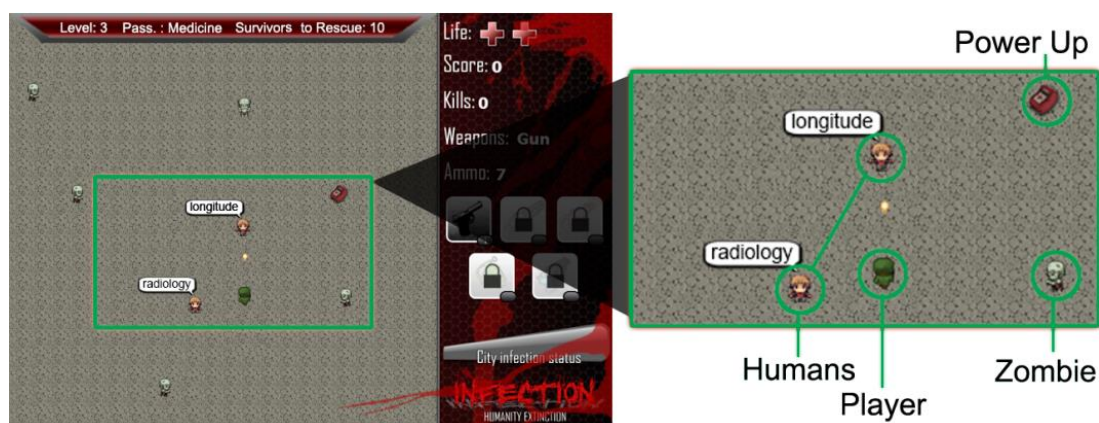 Level: 3 Pass. : Medicine Survivors to Rescue: 10
longitude
radiology
Life:
Score: 0
Kills: 0
Weapons: Gun
Ammo: 7
City infection status
INFECTION
HUMANITY EXTINCTION
Power Up
longitude
radiology
Humans
Player
Zombie